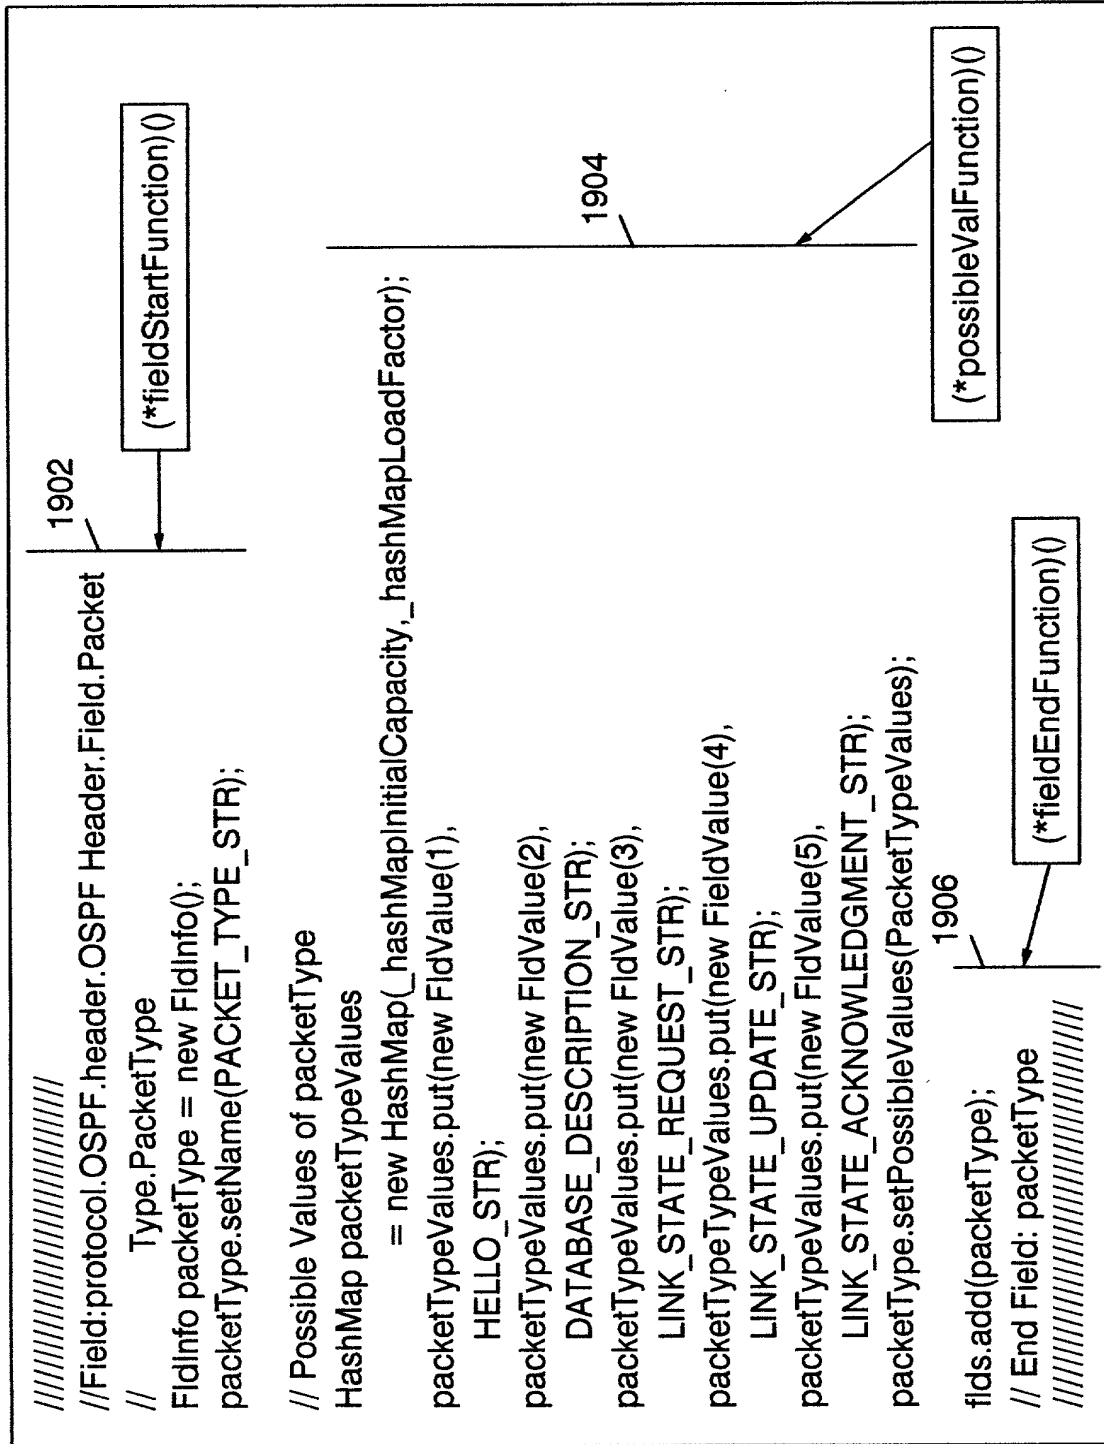 ////////////////////////////////////////
//Field:protocol.OSPF.header.OSPF Header.Field.Packet
// Type.PacketType
FldInfo packetType = new FldInfo();
packetType.setName(PACKET_TYPE_STR);
1902
(*fieldStartFunction)()
// Possible Values of packetType
HashMap packetTypeValues
= new HashMap(_hashMapInitialCapacity,_hashMapLoadFactor);
packetTypeValues.put(new FldValue(1),
HELLO_STR);
packetTypeValues.put(new FldValue(2),
DATABASE_DESCRIPTION_STR);
packetTypeValues.put(new FldValue(3),
LINK_STATE_REQUEST_STR);
packetTypeTypeValues.put(new FieldValue(4),
LINK_STATE_UPDATE_STR);
packetTypeValues.put(new FldValue(5),
LINK_STATE_ACKNOWLEDGMENT_STR);
packetType.setPossibleValues(PacketTypeValues);
1904
(*possibleValFunction)()
flds.add(packetType);
// End Field: packetType
////////////////////////////////////////
1906
(*fieldEndFunction)()